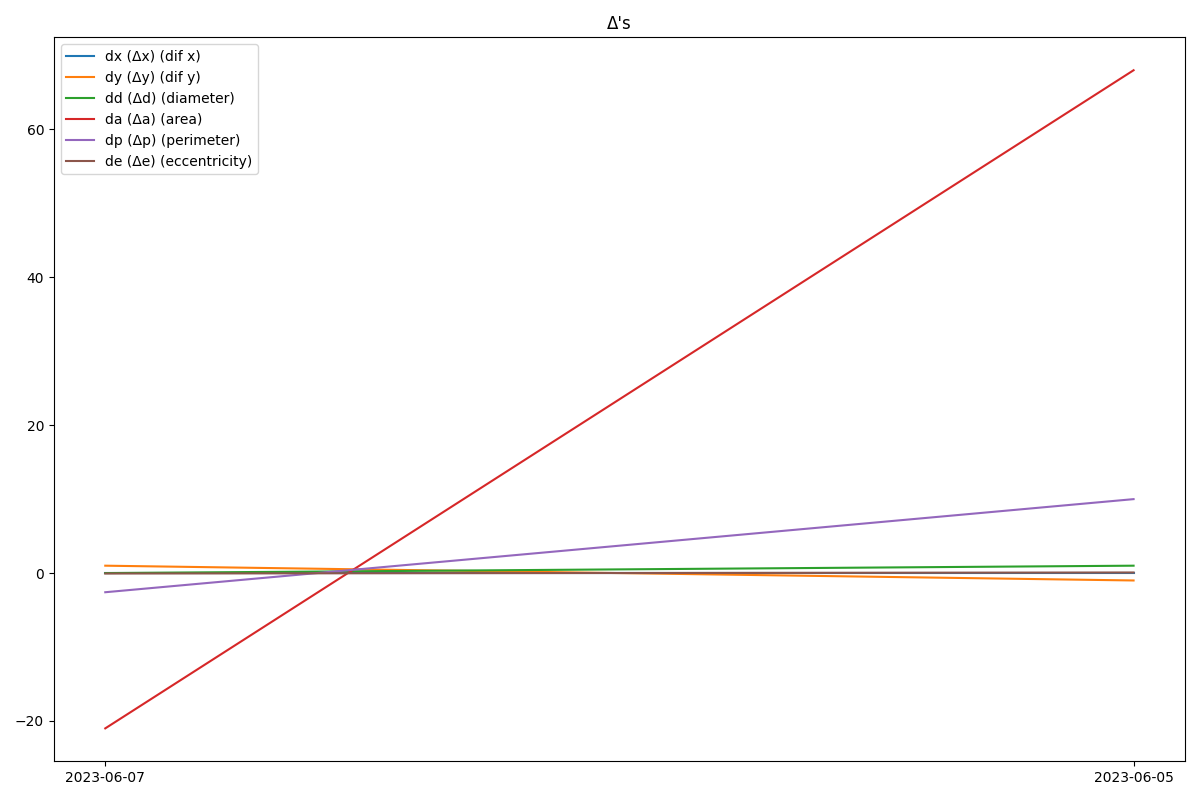 Δ's
dx (Δx) (dif x)
dy (Δy) (dif y)
dd (Δd) (diameter)
da (Δa) (area)
dp (Δp) (perimeter)
de (Δe) (eccentricity)
60
40
20
0
−20
2023-06-07
2023-06-05